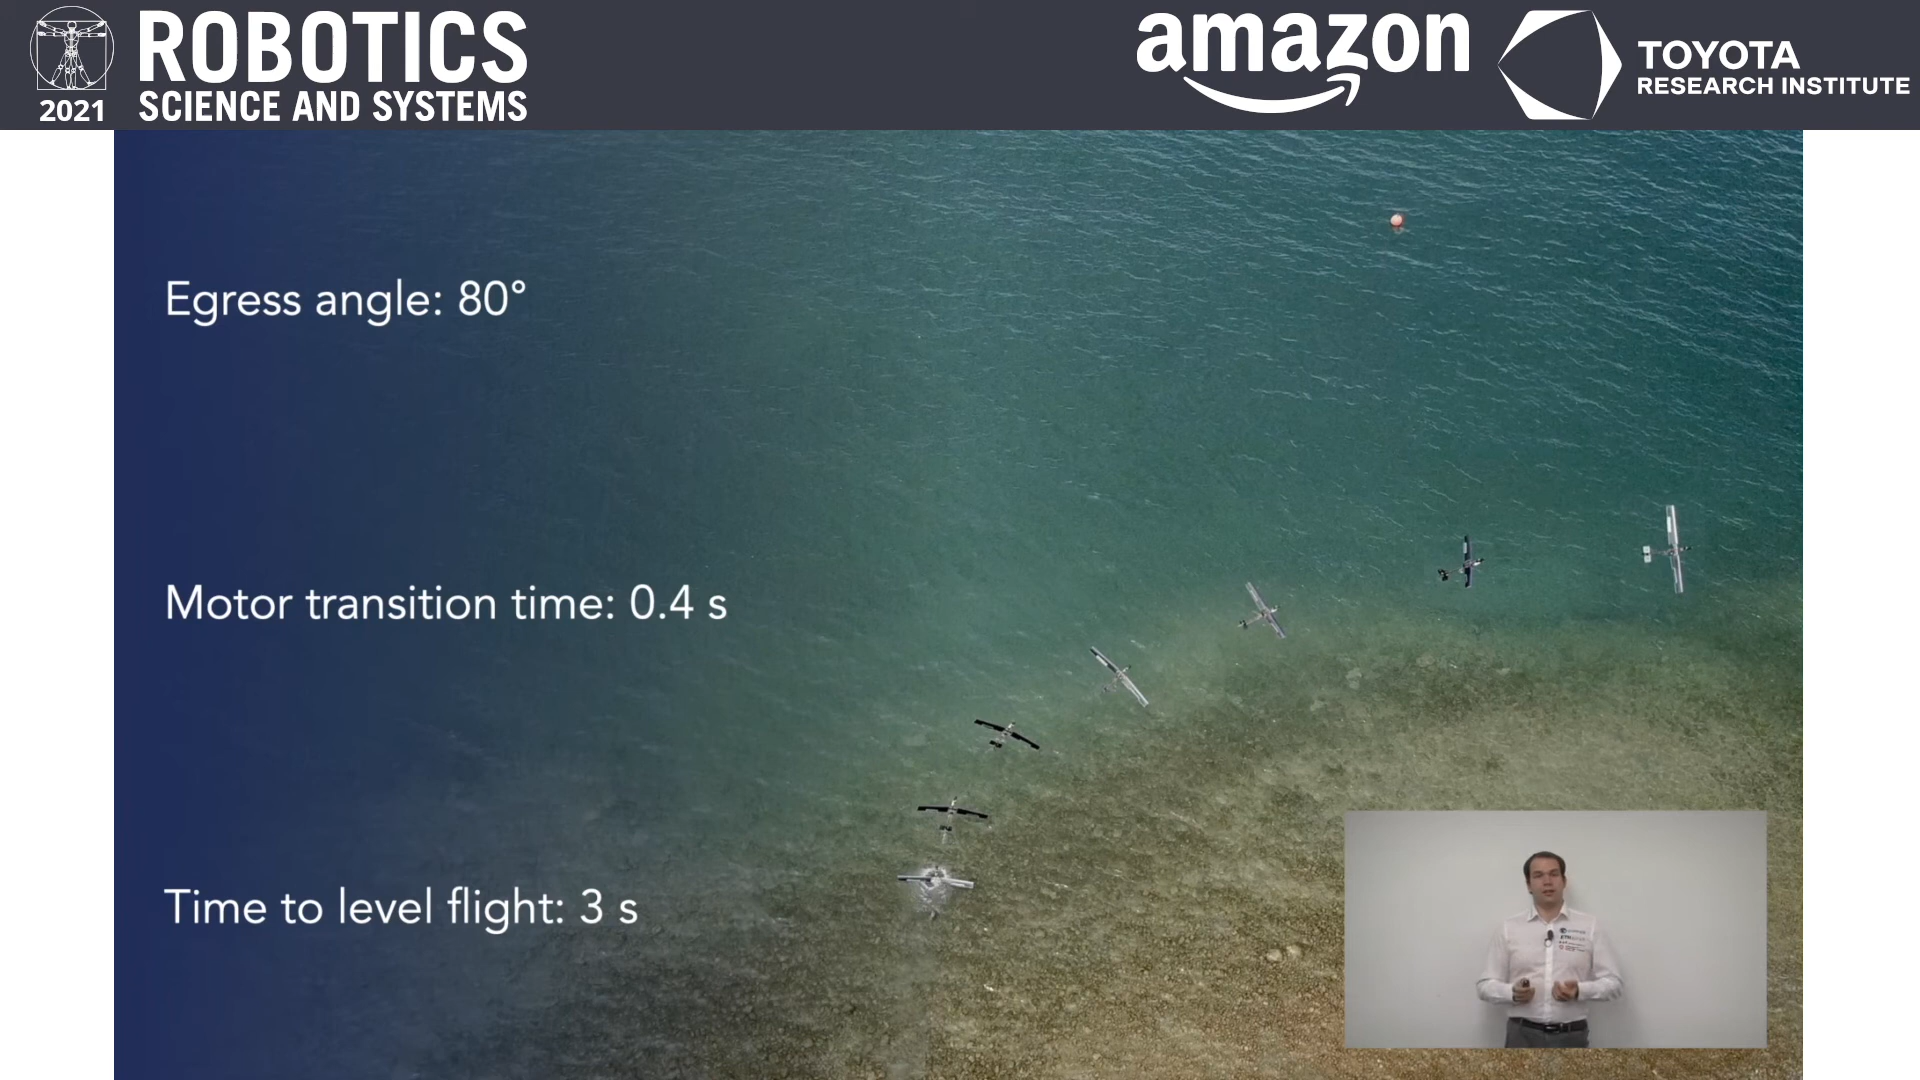 ROBOTICS
2021 SCIENCE AND SYSTEMS
amazon
TOYOTA
RESEARCH INSTITUTE
Egress angle: 80°
Motor transition time: 0.4 s
Time to level flight: 3 s